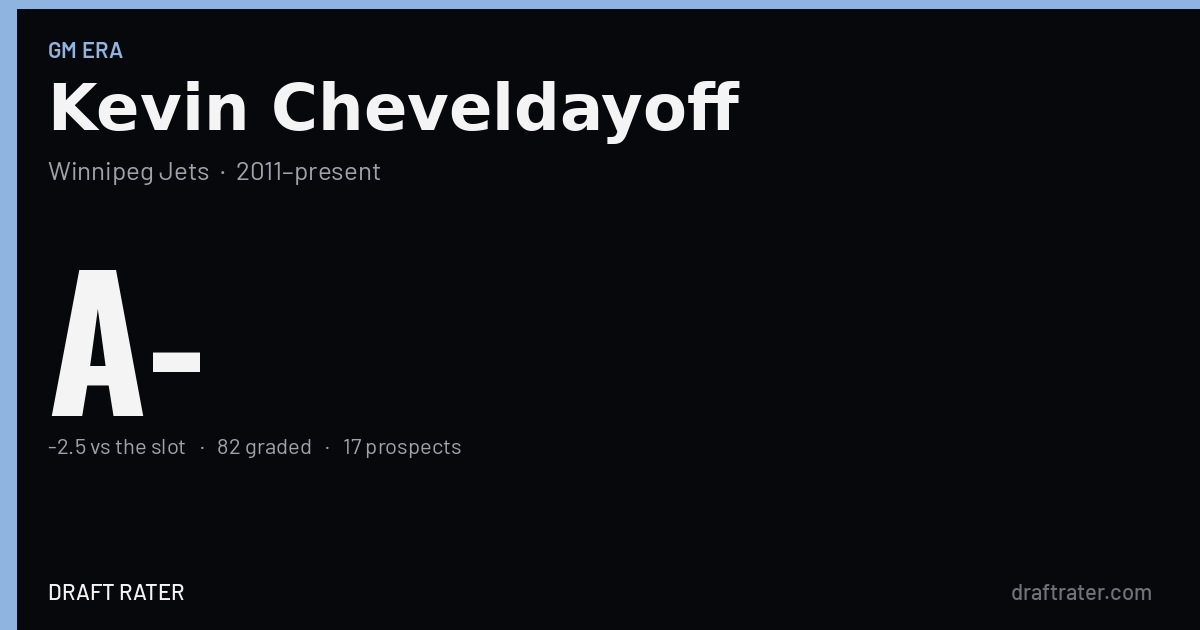 GM ERA
Kevin Cheveldayoff
Winnipeg Jets · 2011–present
A-
-2.5 vs the slot · 82 graded · 17 prospects
DRAFT RATER
draftrater.com